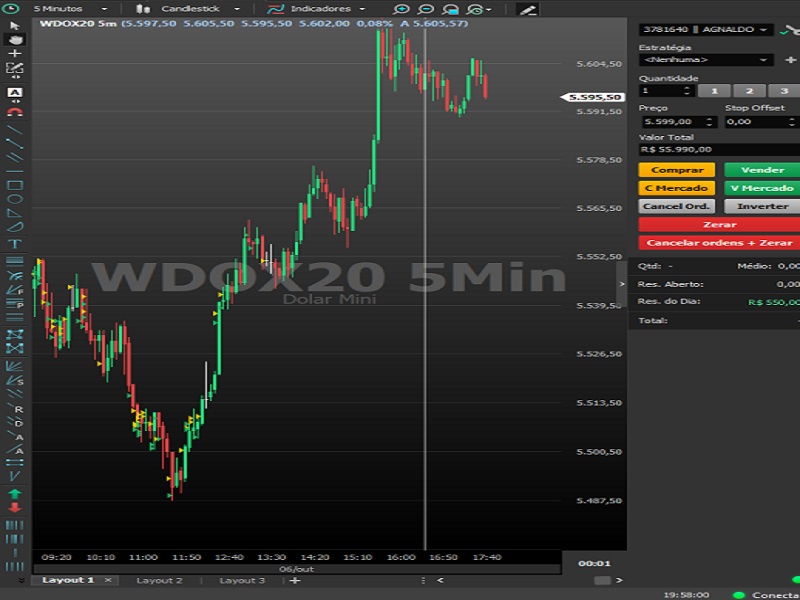 5 Minutos
Candlestick
Indicadores
WDOX20 5m (5.597,50 5.605,50 5.595,50 5.602,00 0,08% A 5.605,57)
3781640 || AGNALDO
Estratégia
<Nenhuma>
Quantidade
1 1 2 3
Preço Stop Offset
5.599,00 0,00
Valor Total
R$ 55.990,00
Comprar Vender
C Mercado V Mercado
Cancel Ord. Inverter
Zerar
Cancelar ordens + Zerar
Qtd: - Médio: 0,00
Res. Aberto: 0,00
Res. do Dia: R$ 550,00
Total: -
5.604,50
5.595,50
5.591,50
5.578,50
5.565,50
5.552,50
5.539,50
5.526,50
5.513,50
5.500,50
5.487,50
WDOX20 5Min
Dolar Mini
A
T
F
P
S
R
D
A
A
V
09:20 10:10 11:00 11:50 12:40 13:30 14:20 15:10 16:00 16:50 17:40
06/out
00:01
Layout 1 × Layout 2 Layout 3 +
19:58:00 Conecta